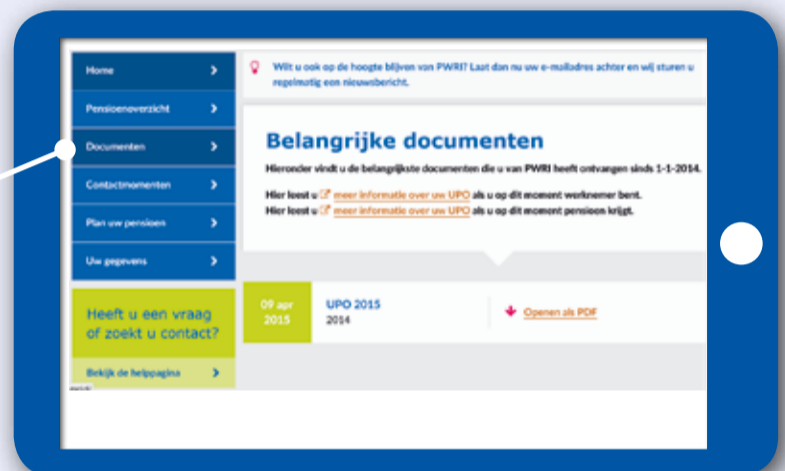 Home
Pensioenoverzicht
Documenten
Contactmomenten
Plan uw pensioen
Uw gegevens
Heeft u een vraag
of zoekt u contact?
Bekijk de helppagina
Wilt u ook op de hoogte blijven van PWRI? Laat dan nu uw e-mailadres achter en wij sturen u
regelmatig een nieuwsbericht.
Belangrijke documenten
Hieronder vindt u de belangrijkste documenten die u van PWRI heeft ontvangen sinds 1-1-2014.
Hier leest u meer informatie over uw UPO als u op dit moment werknemer bent.
Hier leest u meer informatie over uw UPO als u op dit moment pensioen krijgt.
09 apr
2015
UPO 2015
2014
Openen als PDF